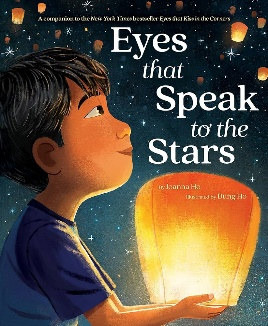 A companion to the New York Times bestseller Eyes that Kiss in the Corners
Eyes
that
Speak
to the
Stars
by Joanna Ho
illustrated by Dung Ho